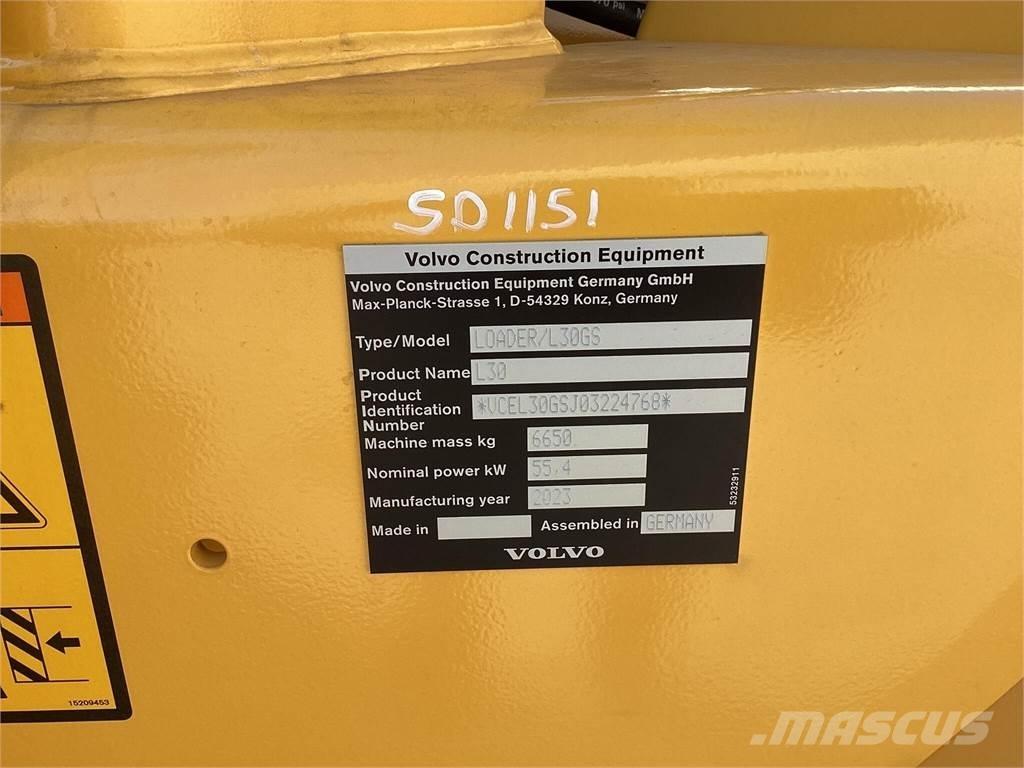 70 psi
SD1151
Volvo Construction Equipment
Volvo Construction Equipment Germany GmbH
Max-Planck-Strasse 1, D-54329 Konz, Germany
Type/Model LOADER/L30GS
Product Name L30
Product
Identification *VCEL30GSJ03224768*
Number
Machine mass kg 6650
Nominal power kW 55.4
Manufacturing year 2023
Made in
Assembled in GERMANY
53232911
VOLVO
15209453
MASCUS